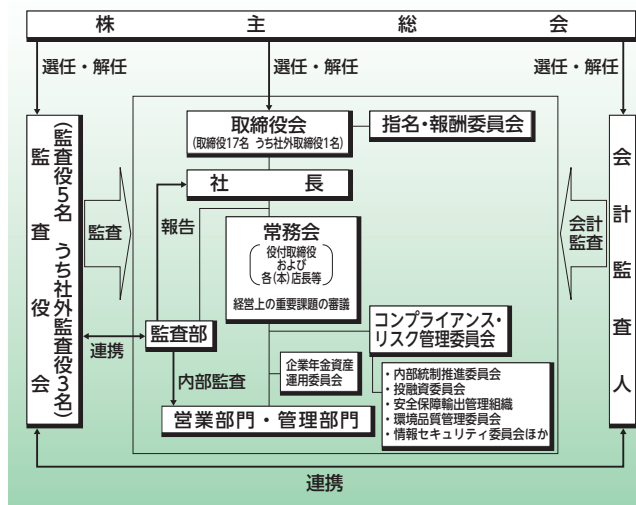 株主総会
選任・解任
選任・解任
選任・解任
取締役会
(取締役17名 うち社外取締役1名)
指名・報酬委員会
監査役会
(監査役5名 うち社外監査役3名)
会計監査人
社長
監査
報告
会計
監査
常務会
役付取締役
および
各(本)店長等
経営上の重要課題の審議
監査部
コンプライアンス・
リスク管理委員会
連携
内部監査
企業年金資産
運用委員会
・内部統制推進委員会
・投融資委員会
・安全保障輸出管理組織
・環境品質管理委員会
・情報セキュリティ委員会ほか
営業部門・管理部門
連携